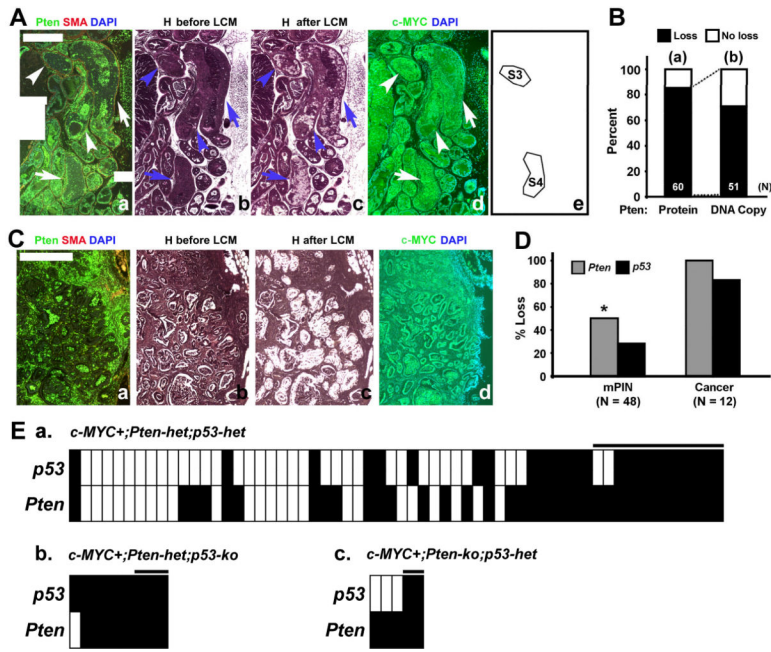 A
Pten SMA DAPI
H before LCM
H after LCM
c-MYC DAPI
a
b
c
d
S3
S4
e
B
Loss
No loss
(a)
(b)
100
80
60
40
20
0
Percent
60
51
(N)
Pten:
Protein
DNA Copy
C
Pten SMA DAPI
H before LCM
H after LCM
c-MYC DAPI
a
b
c
d
D
Pten
p53
100
80
60
40
20
0
% Loss
*
mPIN
(N = 48)
Cancer
(N = 12)
E
a.
c-MYC+;Pten-het;p53-het
p53
Pten
b.
c-MYC+;Pten-het;p53-ko
p53
Pten
c.
c-MYC+;Pten-ko;p53-het
p53
Pten